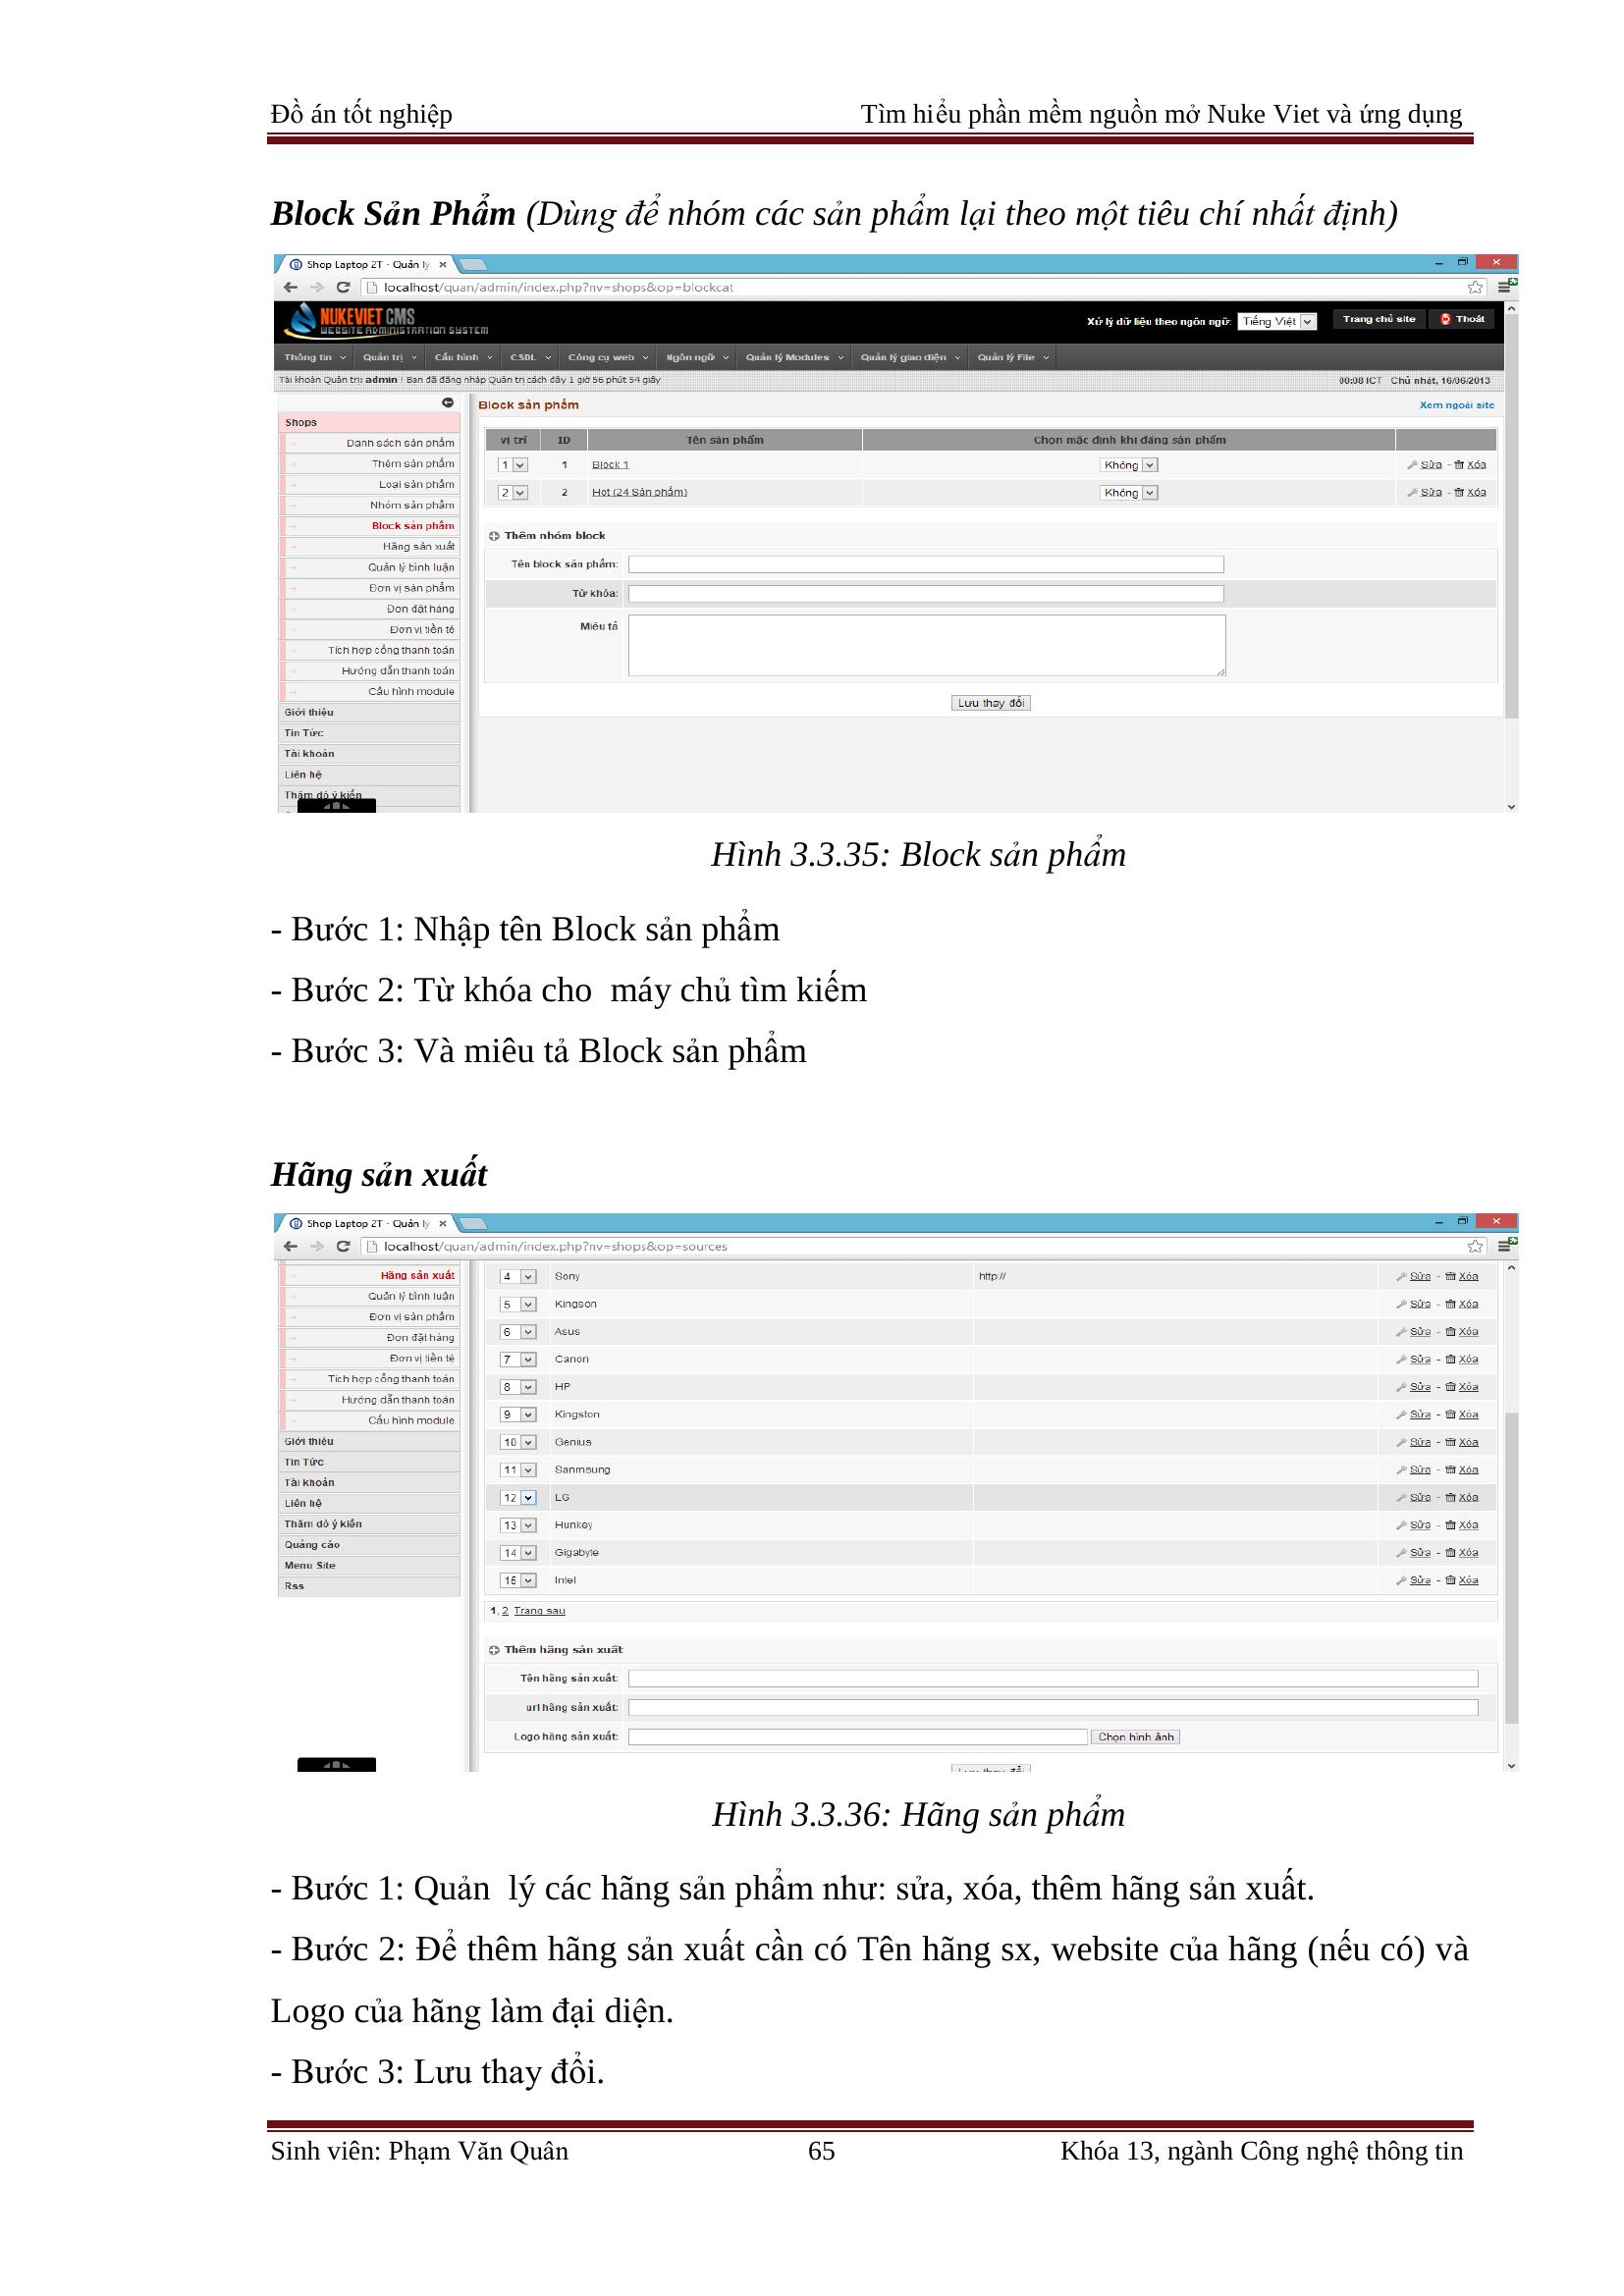 Đồ án tốt nghiệp Tìm hiểu phần mềm nguồn mở Nuke Viet và ứng dụng
Block Sản Phẩm (Dùng để nhóm các sản phẩm lại theo một tiêu chí nhất định)
Shop Laptop 2T - Quản lý
localhost/quan/admin/index.php?nv=shops&op=blockcat
NUKEVIET CMS
WEBSITE ADMINISTRATION SYSTEM
Xử lý dữ liệu theo ngôn ngữ: Tiếng Việt Trang chủ site Thoát
Thông tin Quản trị Cấu hình CSDL Công cụ web Ngôn ngữ Quản lý Modules Quản lý giao diện Quản lý File
Tài khoản Quản trị: admin ! Bạn đã đăng nhập Quản trị cách đây 1 giờ 56 phút 54 giây 00:08 ICT Chủ nhật, 16/06/2013
Shops
Danh sách sản phẩm
Thêm sản phẩm
Loại sản phẩm
Nhóm sản phẩm
Block sản phẩm
Hãng sản xuất
Quản lý bình luận
Đơn vị sản phẩm
Đơn đặt hàng
Đơn vị tiền tệ
Tích hợp cổng thanh toán
Hướng dẫn thanh toán
Cấu hình module
Giới thiệu
Tin Tức
Tài khoản
Liên hệ
Thăm dò ý kiến
Block sản phẩm Xem ngoài site
vị trí ID Tên sản phẩm Chọn mặc định khi đăng sản phẩm
1 1 Block 1 Không Sửa - Xóa
2 2 Hot (24 Sản phẩm) Không Sửa - Xóa
Thêm nhóm block
Tên block sản phẩm:
Từ khóa:
Miêu tả
Lưu thay đổi
Hình 3.3.35: Block sản phẩm
- Bước 1: Nhập tên Block sản phẩm
- Bước 2: Từ khóa cho máy chủ tìm kiếm
- Bước 3: Và miêu tả Block sản phẩm
Hãng sản xuất
Shop Laptop 2T - Quản lý
localhost/quan/admin/index.php?nv=shops&op=sources
Hãng sản xuất
Quản lý bình luận
Đơn vị sản phẩm
Đơn đặt hàng
Đơn vị tiền tệ
Tích hợp cổng thanh toán
Hướng dẫn thanh toán
Cấu hình module
Giới thiệu
Tin Tức
Tài khoản
Liên hệ
Thăm dò ý kiến
Quảng cáo
Menu Site
Rss
4 Sony http:// Sửa - Xóa
5 Kingson Sửa - Xóa
6 Asus Sửa - Xóa
7 Canon Sửa - Xóa
8 HP Sửa - Xóa
9 Kingston Sửa - Xóa
10 Genius Sửa - Xóa
11 Sanmsung Sửa - Xóa
12 LG Sửa - Xóa
13 Hunkey Sửa - Xóa
14 Gigabyte Sửa - Xóa
15 Intel Sửa - Xóa
1, 2 Trang sau
Thêm hãng sản xuất
Tên hãng sản xuất:
url hãng sản xuất:
Logo hãng sản xuất: Chọn hình ảnh
Lưu thay đổi
Hình 3.3.36: Hãng sản phẩm
- Bước 1: Quản lý các hãng sản phẩm như: sửa, xóa, thêm hãng sản xuất.
- Bước 2: Để thêm hãng sản xuất cần có Tên hãng sx, website của hãng (nếu có) và
Logo của hãng làm đại diện.
- Bước 3: Lưu thay đổi.
Sinh viên: Phạm Văn Quân 65 Khóa 13, ngành Công nghệ thông tin